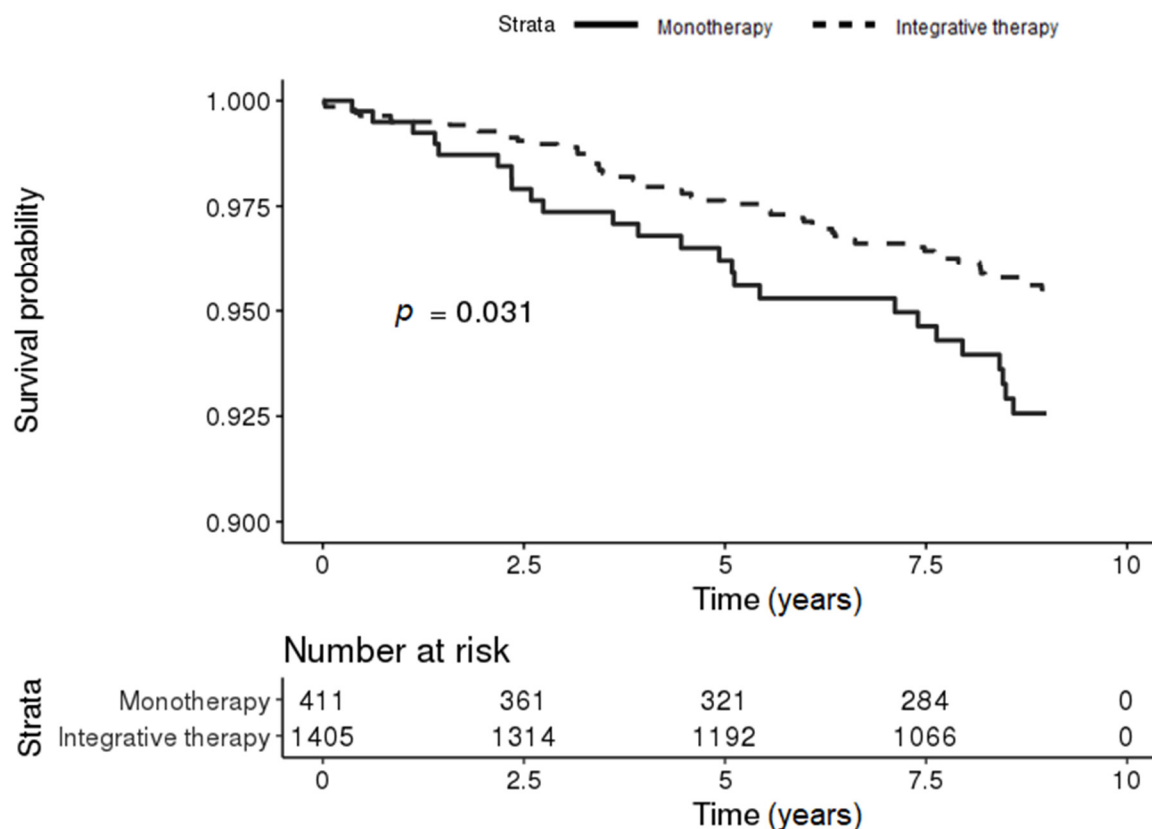 Strata Monotherapy Integrative therapy
Survival probability
1.000
0.975
0.950
0.925
0.900
p = 0.031
0 2.5 5 7.5 10
Time (years)
Number at risk
Strata
Monotherapy 411 361 321 284 0
Integrative therapy 1405 1314 1192 1066 0
0 2.5 5 7.5 10
Time (years)